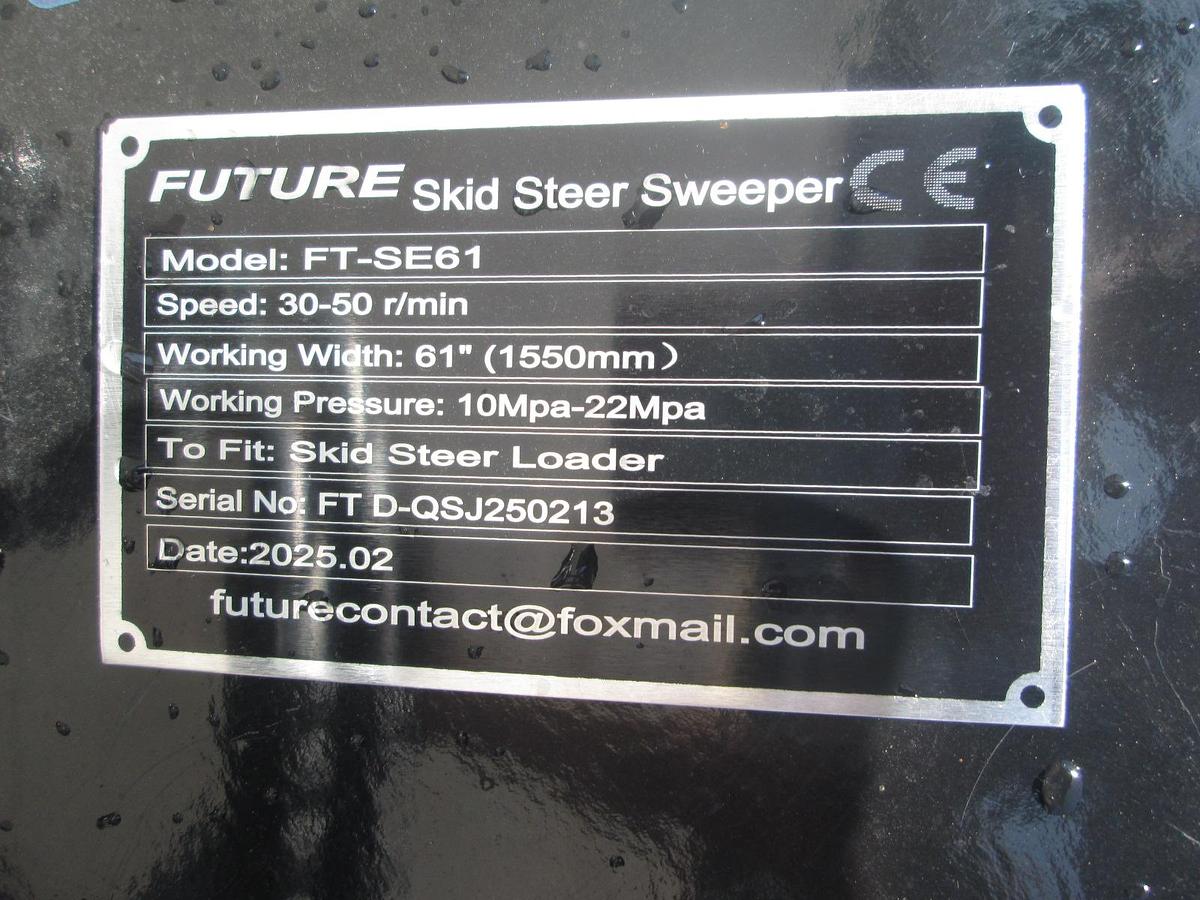 FUTURE Skid Steer Sweeper CE
Model: FT-SE61
Speed: 30-50 r/min
Working Width: 61" (1550mm）
Working Pressure: 10Mpa-22Mpa
To Fit: Skid Steer Loader
Serial No: FT D-QSJ250213
Date:2025.02
futurecontact@foxmail.com